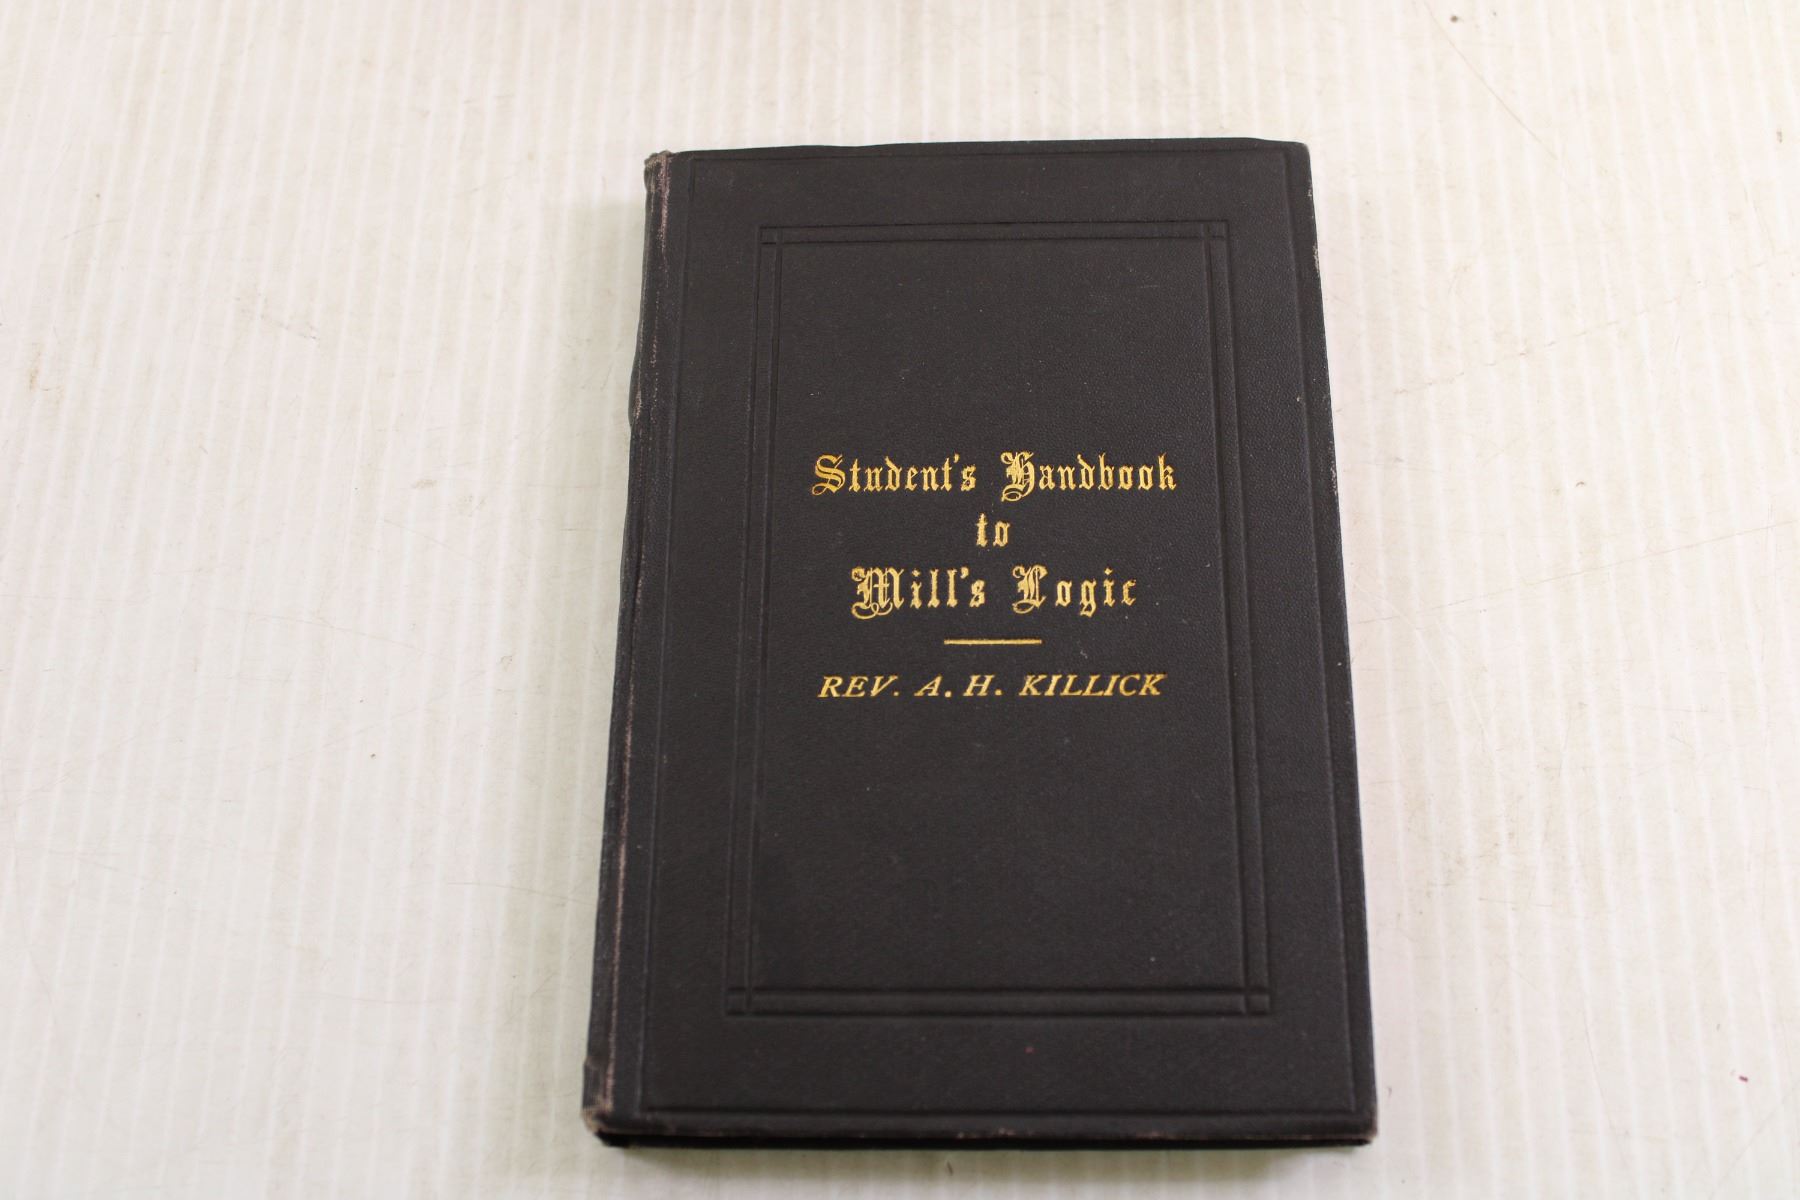 Student's Handbook
to
Mill's Logic
REV. A. H. KILLICK